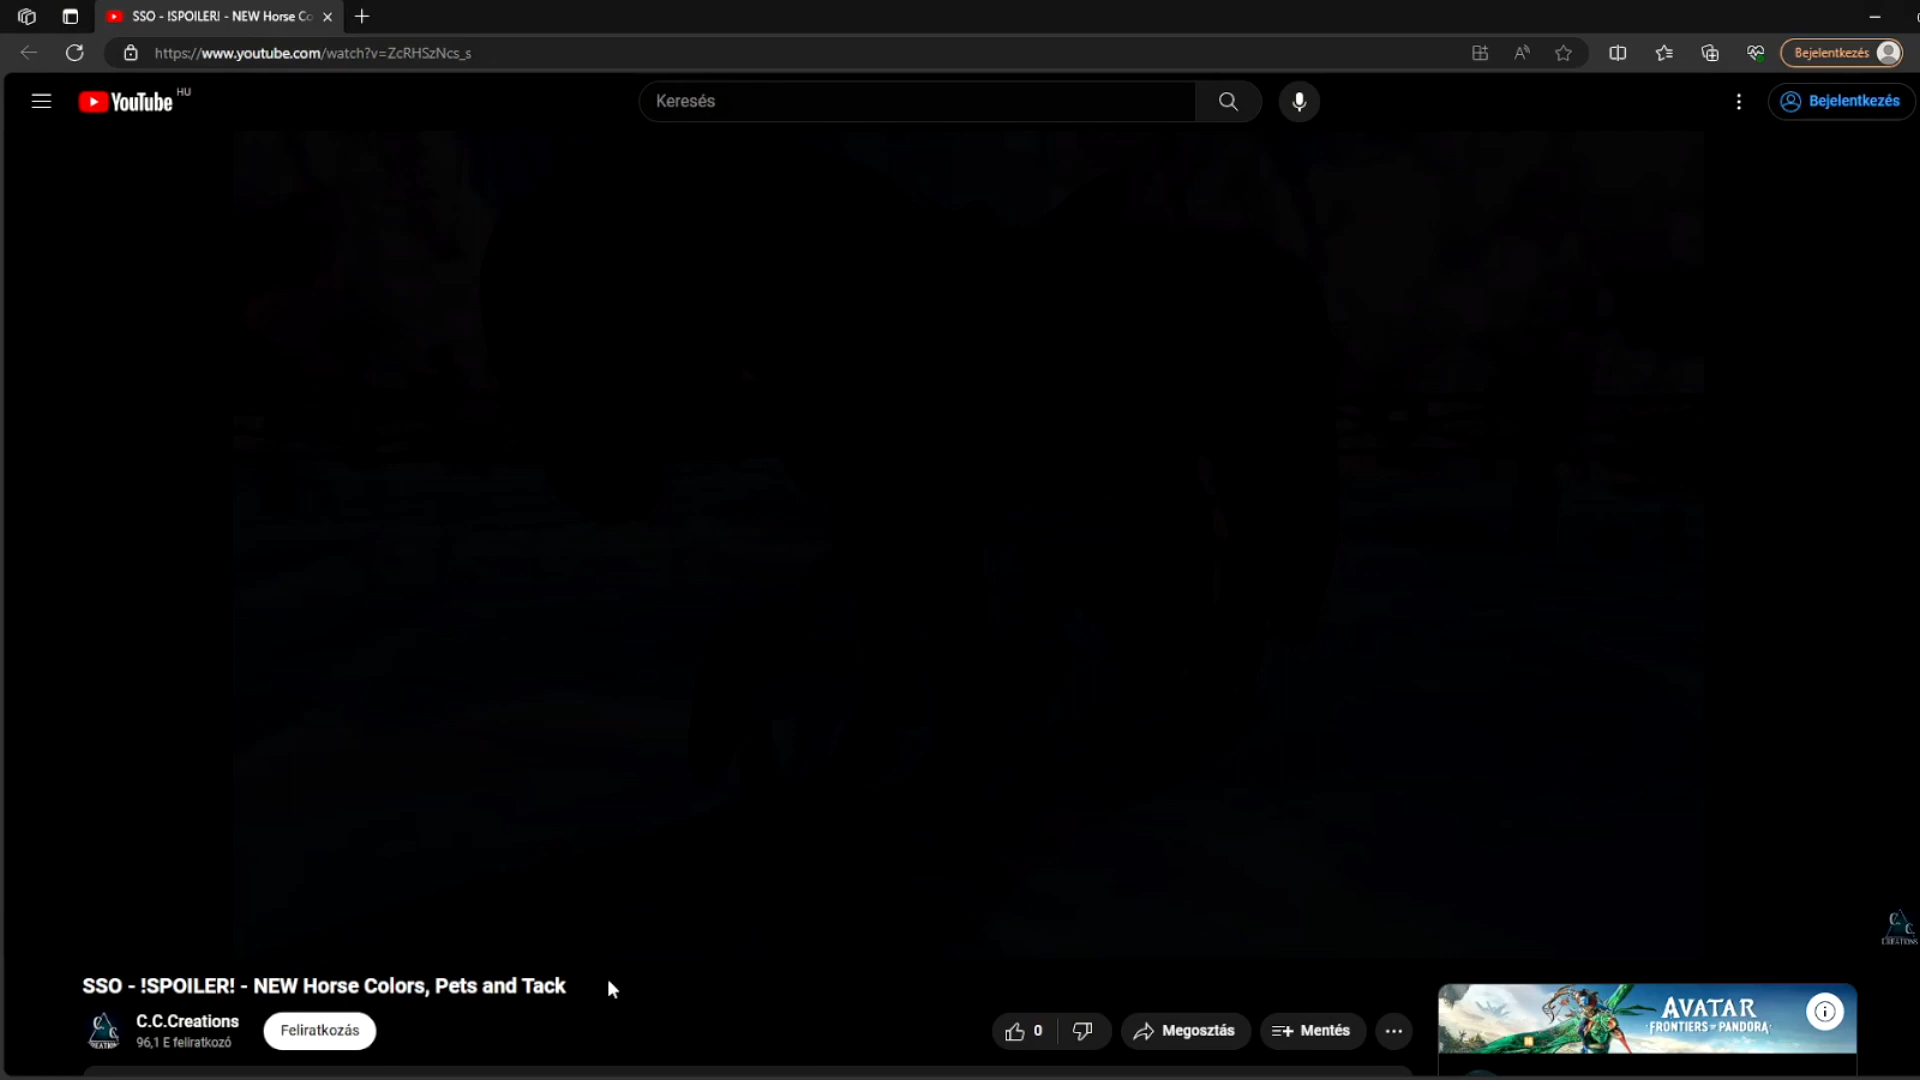 SSO - !SPOILER! - NEW Horse Co
https://www.youtube.com/watch?v=ZcRHSzNcs_s
Bejelentkezés
YouTube HU
Keresés
Bejelentkezés
C.C.
CREATIONS
SSO - !SPOILER! - NEW Horse Colors, Pets and Tack
C.C.Creations
96,1 E feliratkozó
Feliratkozás
0
Megosztás
Mentés
AVATAR
FRONTIERS OF PANDORA